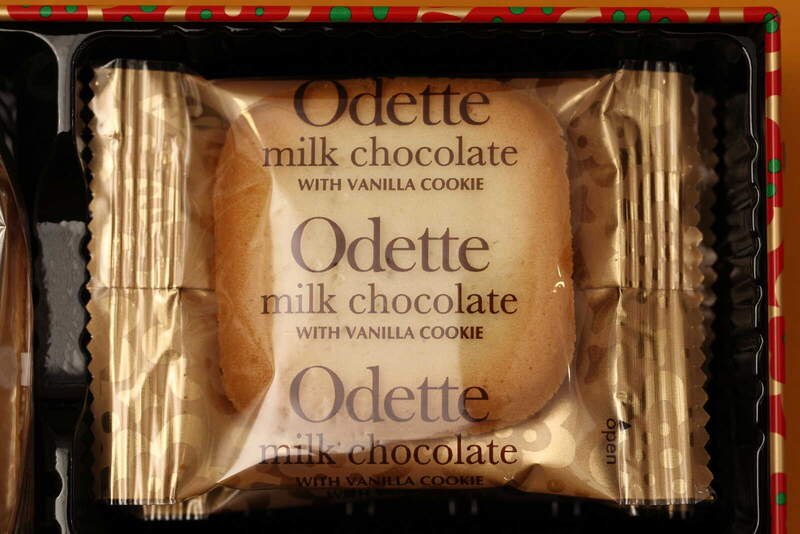 Odette
milk chocolate
WITH VANILLA COOKIE
Odette
milk chocolate
WITH VANILLA COOKIE
Odette
milk chocolate
WITH VANILLA COOKIE
open